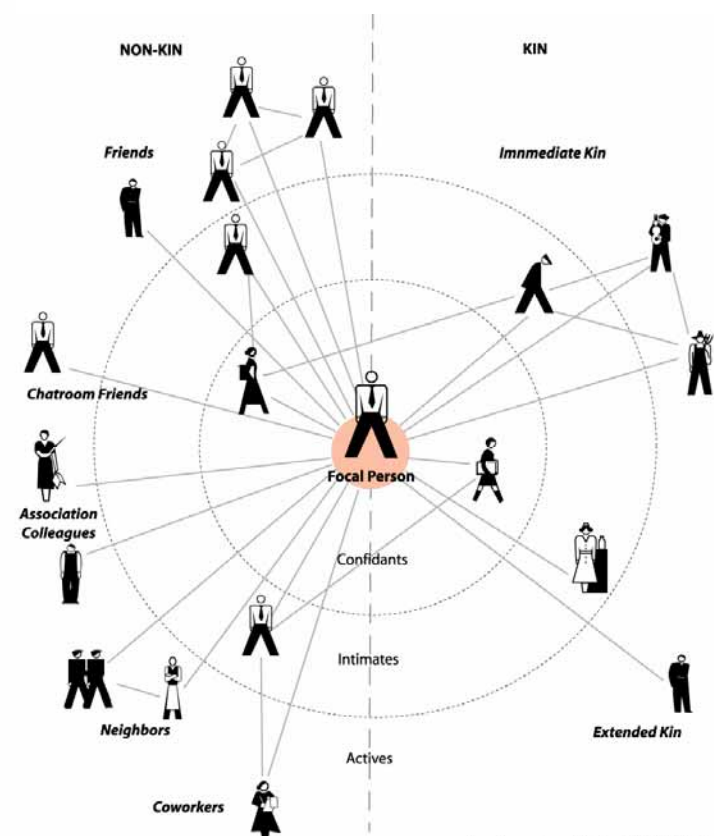 NON-KIN
KIN
Friends
Imnmediate Kin
Chatroom Friends
Focal Person
Association
Colleagues
Confidants
Intimates
Neighbors
Extended Kin
Actives
Coworkers